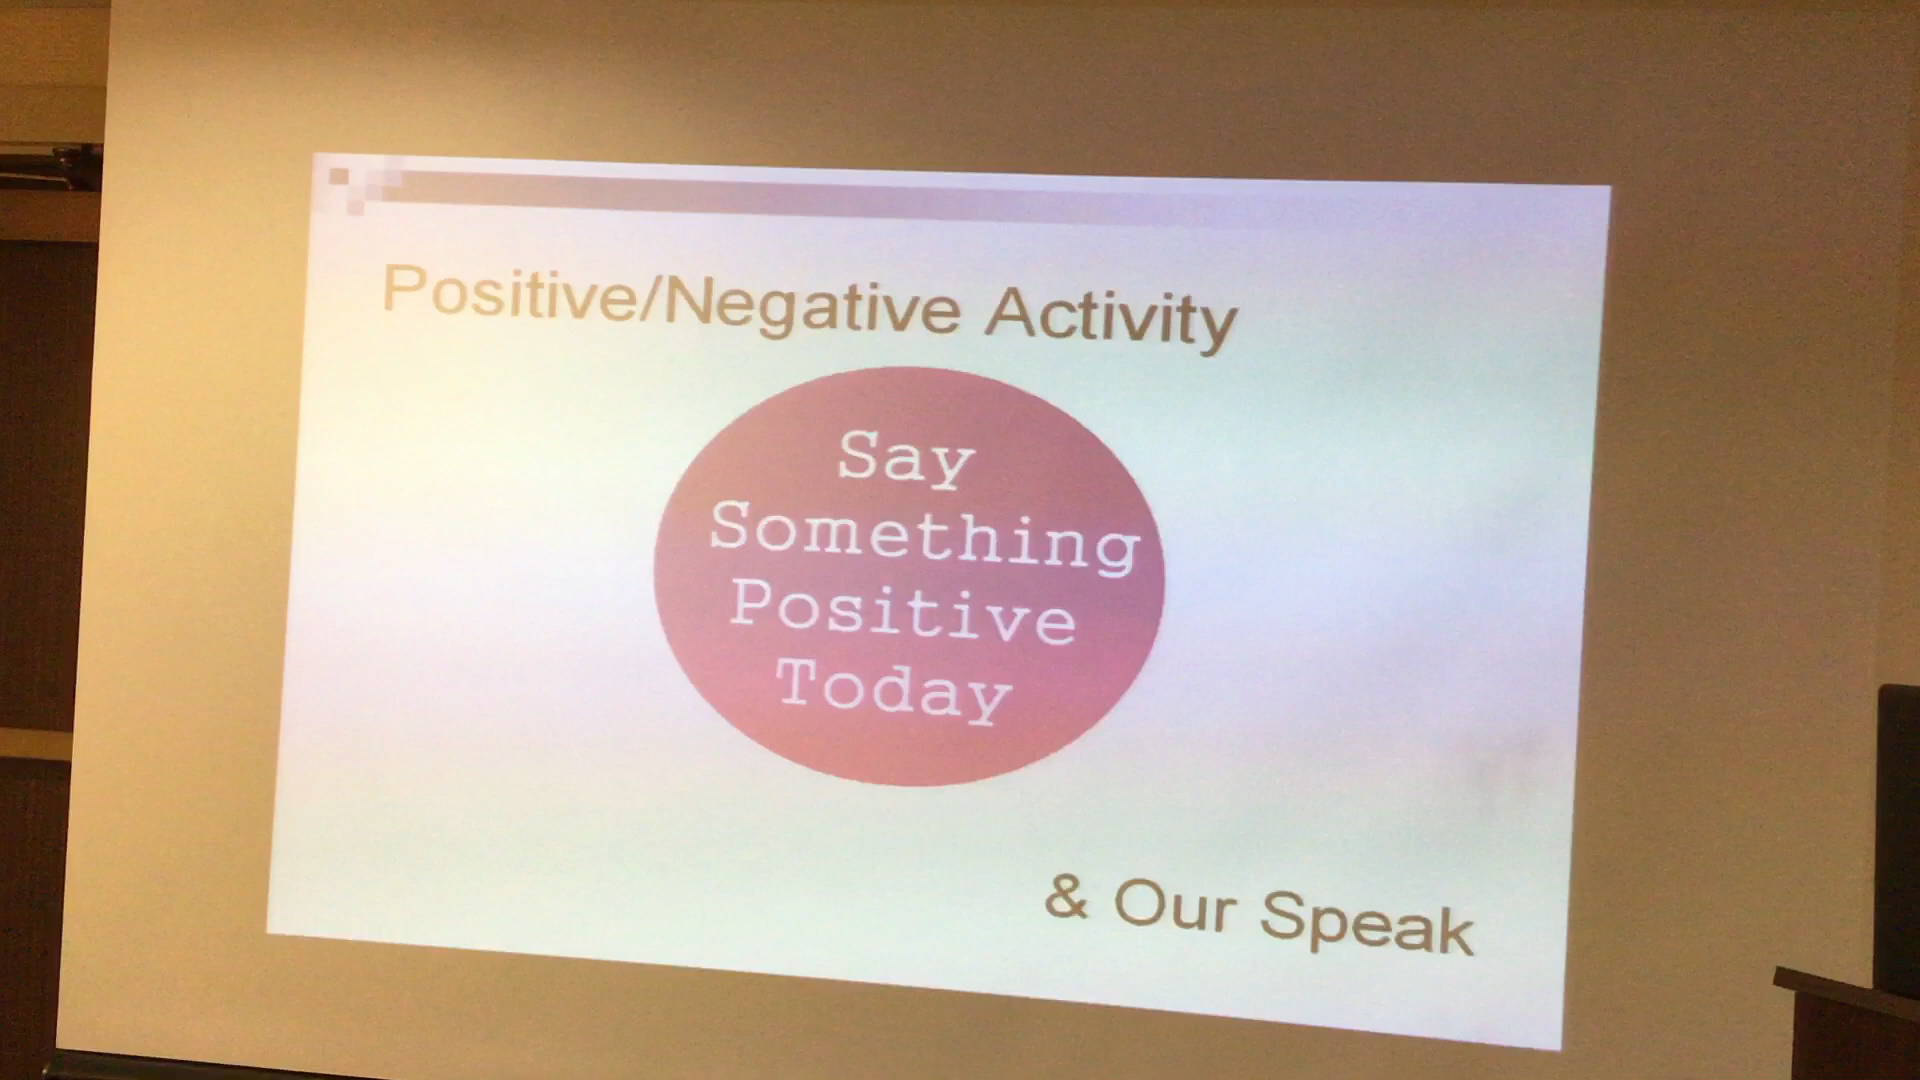 Positive/Negative Activity
Say
Something
Positive
Today
& Our Speak